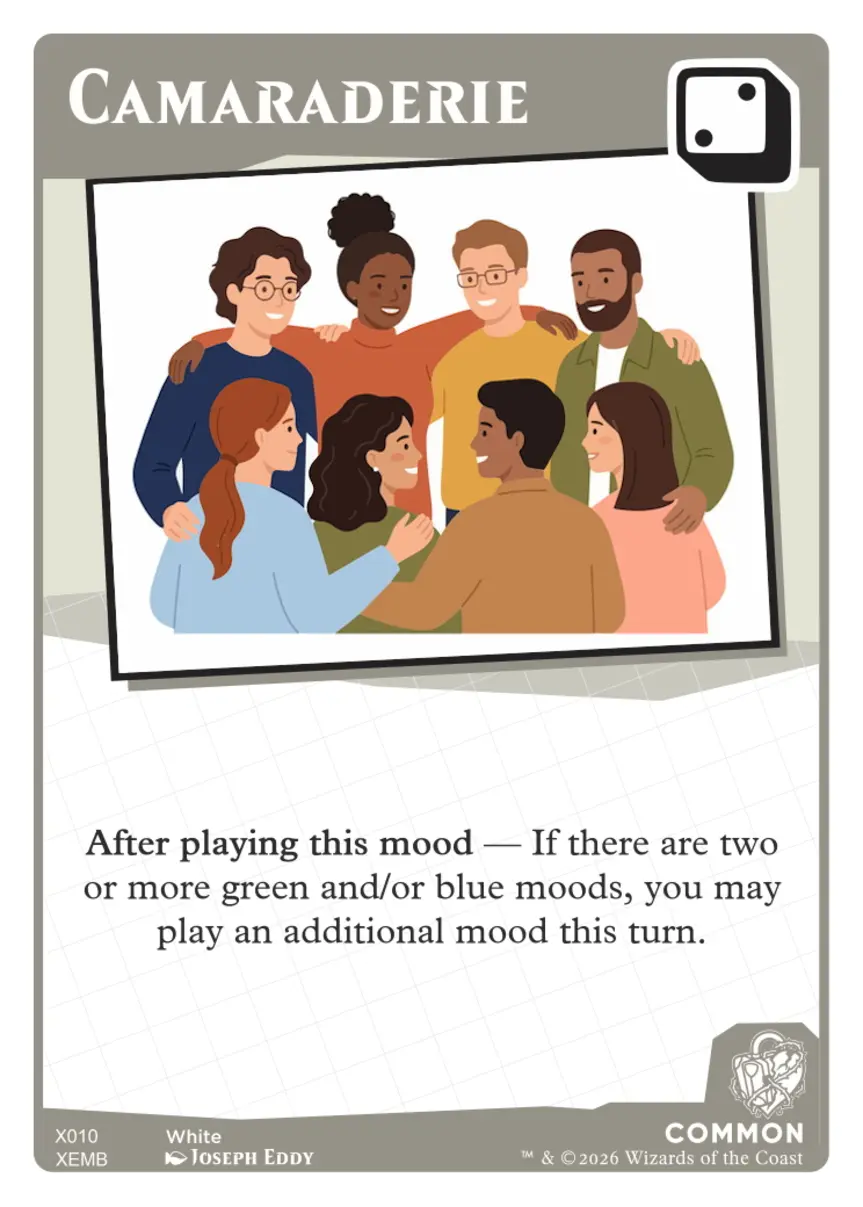 CAMARADERIE
After playing this mood — If there are two
or more green and/or blue moods, you may
play an additional mood this turn.
X010
White
COMMON
XEMB
JOSEPH EDDY
™ & ©2026 Wizards of the Coast